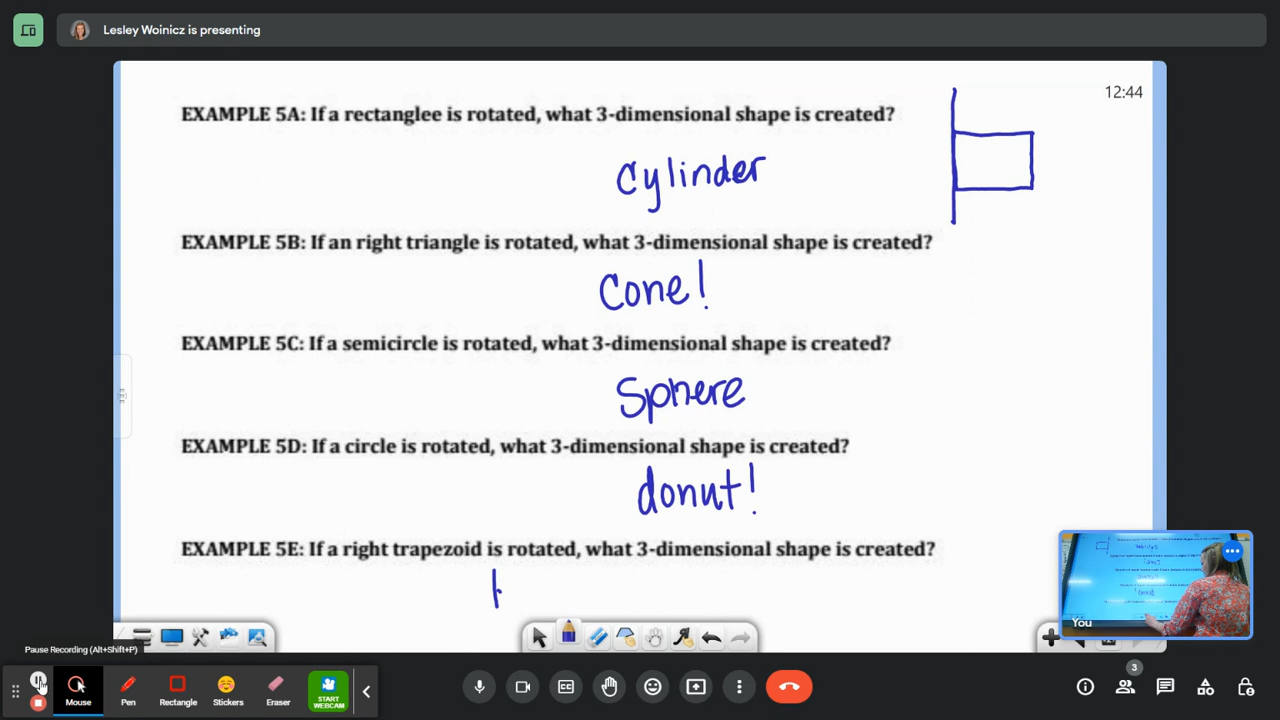 Lesley Woinicz is presenting
12:44
EXAMPLE 5A: If a rectanglee is rotated, what 3-dimensional shape is created?
Cylinder
EXAMPLE 5B: If an right triangle is rotated, what 3-dimensional shape is created?
Cone!
EXAMPLE 5C: If a semicircle is rotated, what 3-dimensional shape is created?
Sphere
EXAMPLE 5D: If a circle is rotated, what 3-dimensional shape is created?
donut!
EXAMPLE 5E: If a right trapezoid is rotated, what 3-dimensional shape is created?
You
Pause Recording (Alt+Shift+P)
3
Mouse
Pen
Rectangle
Stickers
Eraser
START
WEBCAM